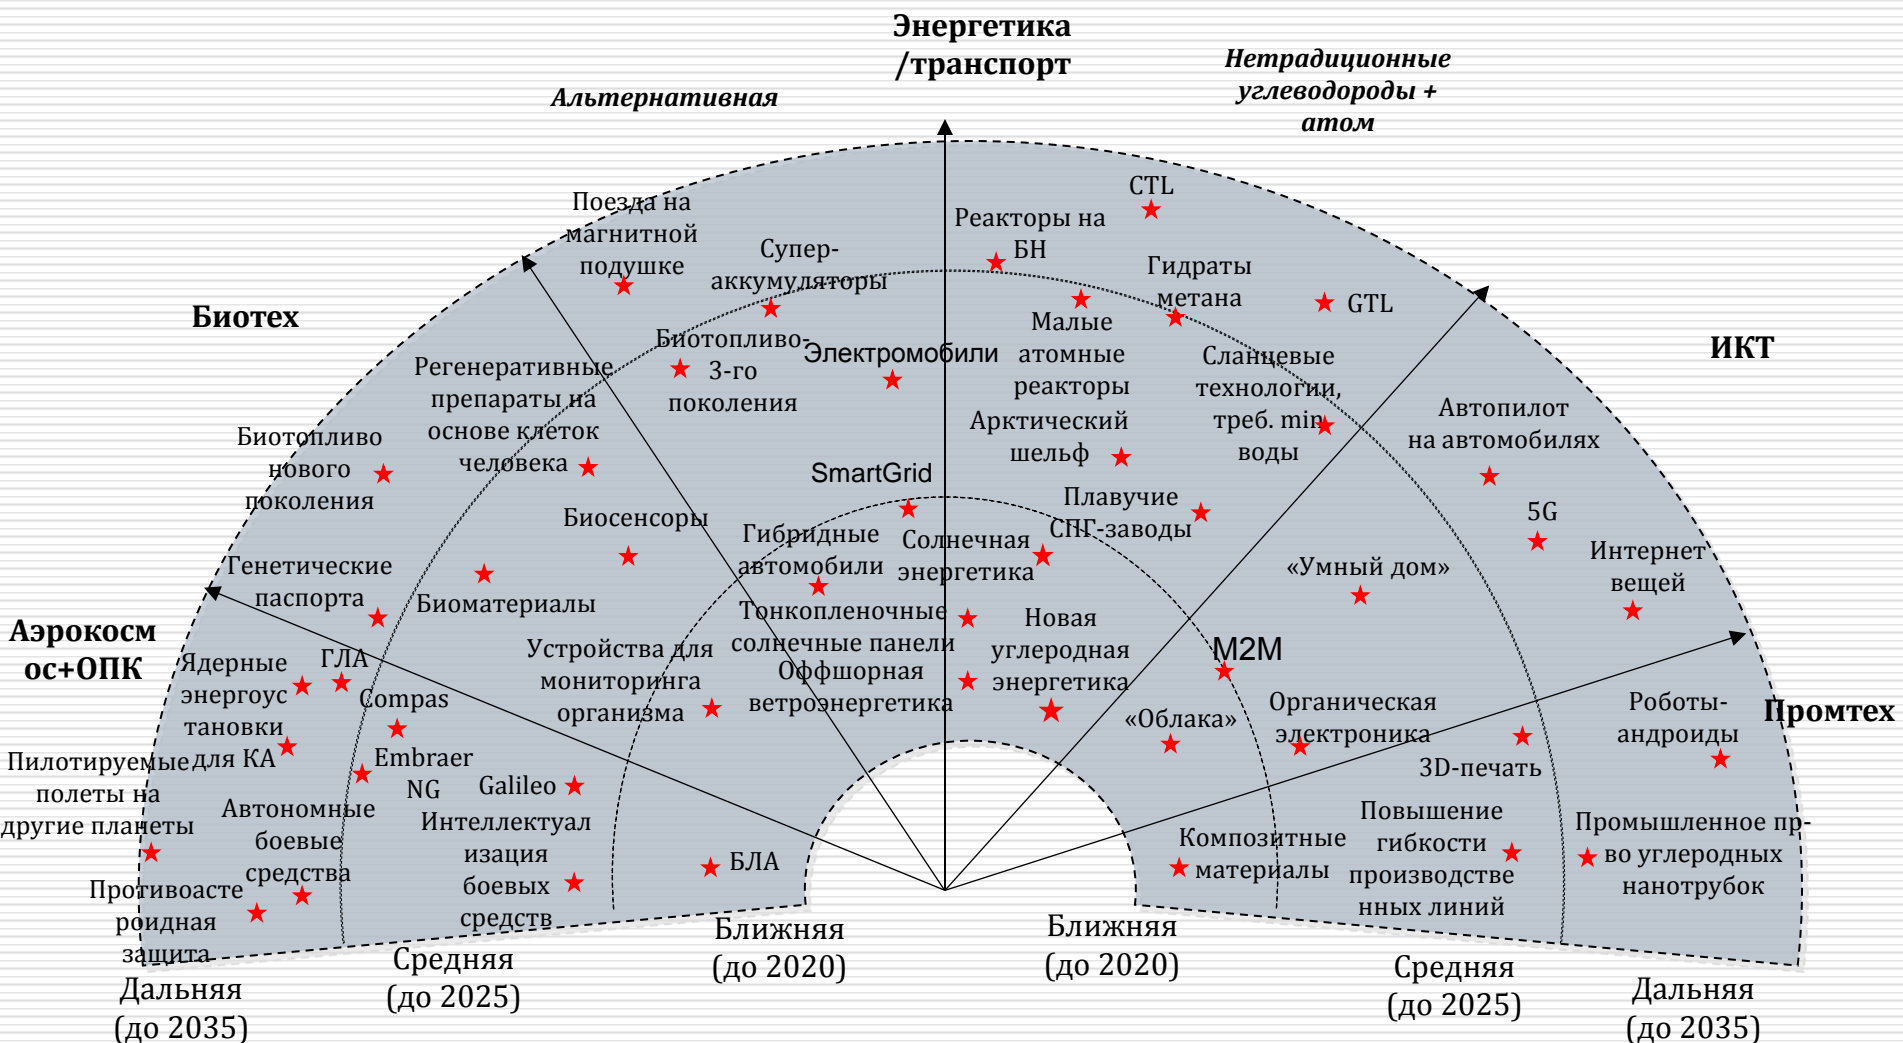 Энергетика
/транспорт
Нетрадиционные
углеводороды +
атом
Альтернативная
Биотех
ИКТ
Аэрокосм
ос+ОПК
Промтех
Поезда на
магнитной
подушке
Супер-
аккумуляторы
Биотопливо-
3-го
поколения
Электромобили
SmartGrid
Гибридные
автомобили
Солнечная
энергетика
Тонкопленочные
солнечные панели
Оффшорная
ветроэнергетика
CTL
Реакторы на
БН
Гидраты
метана
GTL
Малые
атомные
реакторы
Сланцевые
технологии,
треб. min
воды
Арктический
шельф
Плавучие
СПГ-заводы
Новая
углеродная
энергетика
Регенеративные
препараты на
основе клеток
человека
Биотопливо
нового
поколения
Биосенсоры
Генетические
паспорта
Биоматериалы
Устройства для
мониторинга
организма
Автопилот
на автомобилях
5G
Интернет
вещей
«Умный дом»
M2M
«Облака»
Органическая
электроника
Ядерные
энергоус
тановки
для КА
ГЛА
Compas
Embraer
NG
Galileo
Пилотируемые
полеты на
другие планеты
Автономные
боевые
средства
Интеллектуал
изация
боевых
средств
БЛА
Противоасте
роидная
защита
Роботы-
андроиды
3D-печать
Композитные
материалы
Повышение
гибкости
производстве
нных линий
Промышленное пр-
во углеродных
нанотрубок
Дальняя
(до 2035)
Средняя
(до 2025)
Ближняя
(до 2020)
Ближняя
(до 2020)
Средняя
(до 2025)
Дальняя
(до 2035)